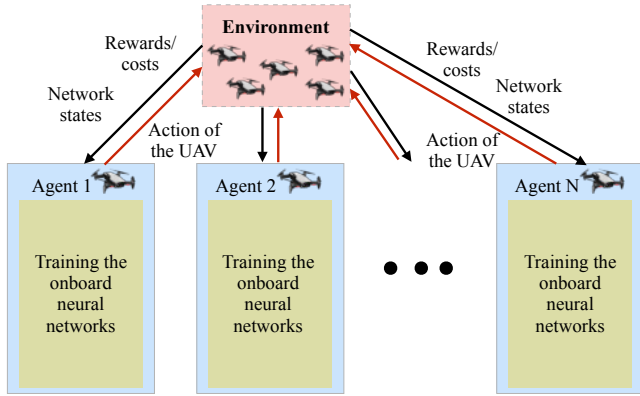 Environment
Rewards/
costs
Network
states
Action of
the UAV
Rewards/
costs
Network
states
Action of
the UAV
Agent 1
Training the
onboard
neural
networks
Agent 2
Training the
onboard
neural
networks
Agent N
Training the
onboard
neural
networks